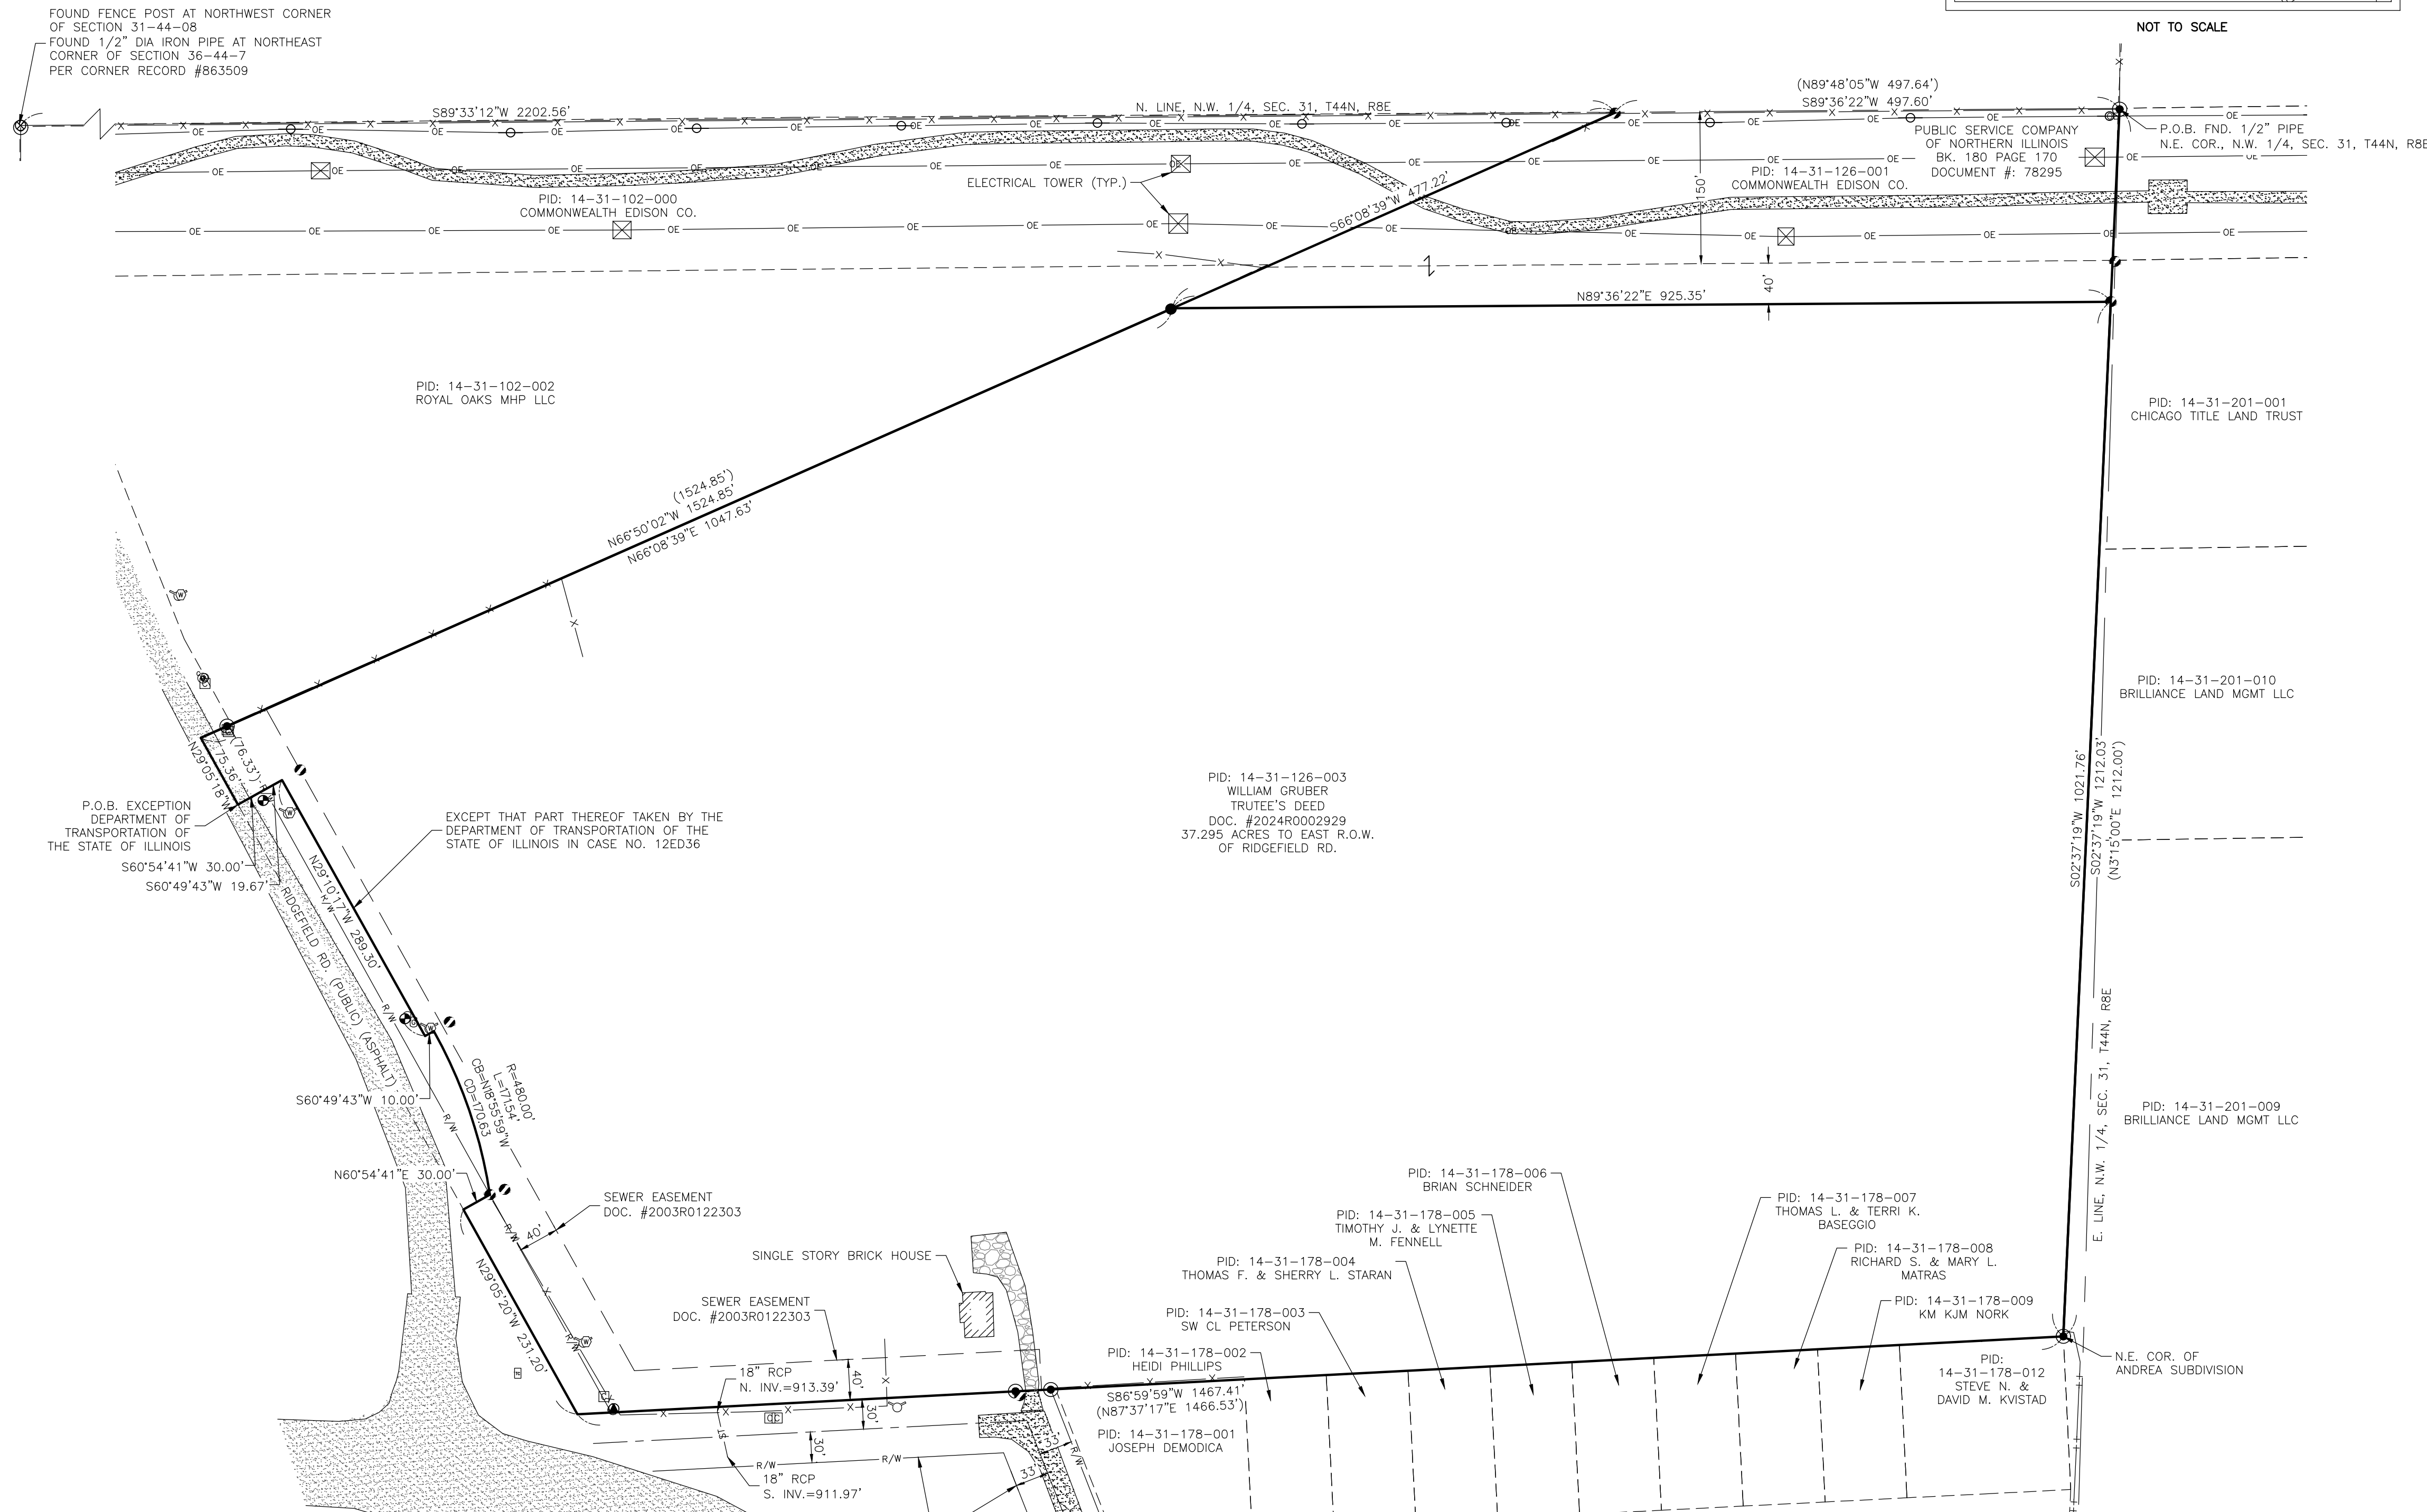 FOUND FENCE POST AT NORTHWEST CORNER
OF SECTION 31-44-08
FOUND 1/2" DIA IRON PIPE AT NORTHEAST
CORNER OF SECTION 36-44-7
PER CORNER RECORD #863509
NOT TO SCALE
S89°33'12"W 2202.56'
N. LINE, N.W. 1/4, SEC. 31, T44N, R8E
(N89°48'05"W 497.64')
S89°36'22"W 497.60'
P.O.B. FND. 1/2" PIPE
N.E. COR., N.W. 1/4, SEC. 31, T44N, R8E
PUBLIC SERVICE COMPANY
OF NORTHERN ILLINOIS
BK. 180 PAGE 170
DOCUMENT #: 78295
PID: 14-31-126-001
COMMONWEALTH EDISON CO.
ELECTRICAL TOWER (TYP.)
PID: 14-31-102-000
COMMONWEALTH EDISON CO.
S66°08'39"W 477.22'
150'
40'
N89°36'22"E 925.35'
PID: 14-31-102-002
ROYAL OAKS MHP LLC
PID: 14-31-201-001
CHICAGO TITLE LAND TRUST
(1524.85')
N66°50'02"W 1524.85'
N66°08'39"E 1047.63'
PID: 14-31-201-010
BRILLIANCE LAND MGMT LLC
S02°37'19"W 1021.76'
S02°37'19"W 1212.03'
(N3°15'00"E 1212.00')
PID: 14-31-126-003
WILLIAM GRUBER
TRUTEE'S DEED
DOC. #2024R0002929
37.295 ACRES TO EAST R.O.W.
OF RIDGEFIELD RD.
(76.33')
75.36'
N29°05'18"W
P.O.B. EXCEPTION
DEPARTMENT OF
TRANSPORTATION OF
THE STATE OF ILLINOIS
EXCEPT THAT PART THEREOF TAKEN BY THE
DEPARTMENT OF TRANSPORTATION OF THE
STATE OF ILLINOIS IN CASE NO. 12ED36
S60°54'41"W 30.00'
S60°49'43"W 19.67'
N29°10'17"W 289.30'
R/W
RIDGEFIELD RD. (PUBLIC) (ASPHALT)
R/W
S60°49'43"W 10.00'
R/W
R=480.00'
L=171.54'
CB=N18°55'59"W
CD=170.63
E. LINE, N.W. 1/4, SEC. 31, T44N, R8E
PID: 14-31-201-009
BRILLIANCE LAND MGMT LLC
N60°54'41"E 30.00'
R/W
40'
SEWER EASEMENT
DOC. #2003R0122303
N29°05'20"W 231.20'
R/W
SINGLE STORY BRICK HOUSE
SEWER EASEMENT
DOC. #2003R0122303
PID: 14-31-178-006
BRIAN SCHNEIDER
PID: 14-31-178-007
THOMAS L. & TERRI K.
BASEGGIO
PID: 14-31-178-005
TIMOTHY J. & LYNETTE
M. FENNELL
PID: 14-31-178-008
RICHARD S. & MARY L.
MATRAS
PID: 14-31-178-004
THOMAS F. & SHERRY L. STARAN
PID: 14-31-178-009
KM KJM NORK
PID: 14-31-178-003
SW CL PETERSON
PID: 14-31-178-002
HEIDI PHILLIPS
N.E. COR. OF
ANDREA SUBDIVISION
PID:
14-31-178-012
STEVE N. &
DAVID M. KVISTAD
18" RCP
N. INV.=913.39'
40'
30'
30'
S86°59'59"W 1467.41'
(N87°37'17"E 1466.53')
PID: 14-31-178-001
JOSEPH DEMODICA
ST
R/W
R/W
18" RCP
S. INV.=911.97'
33'
33'
R/W